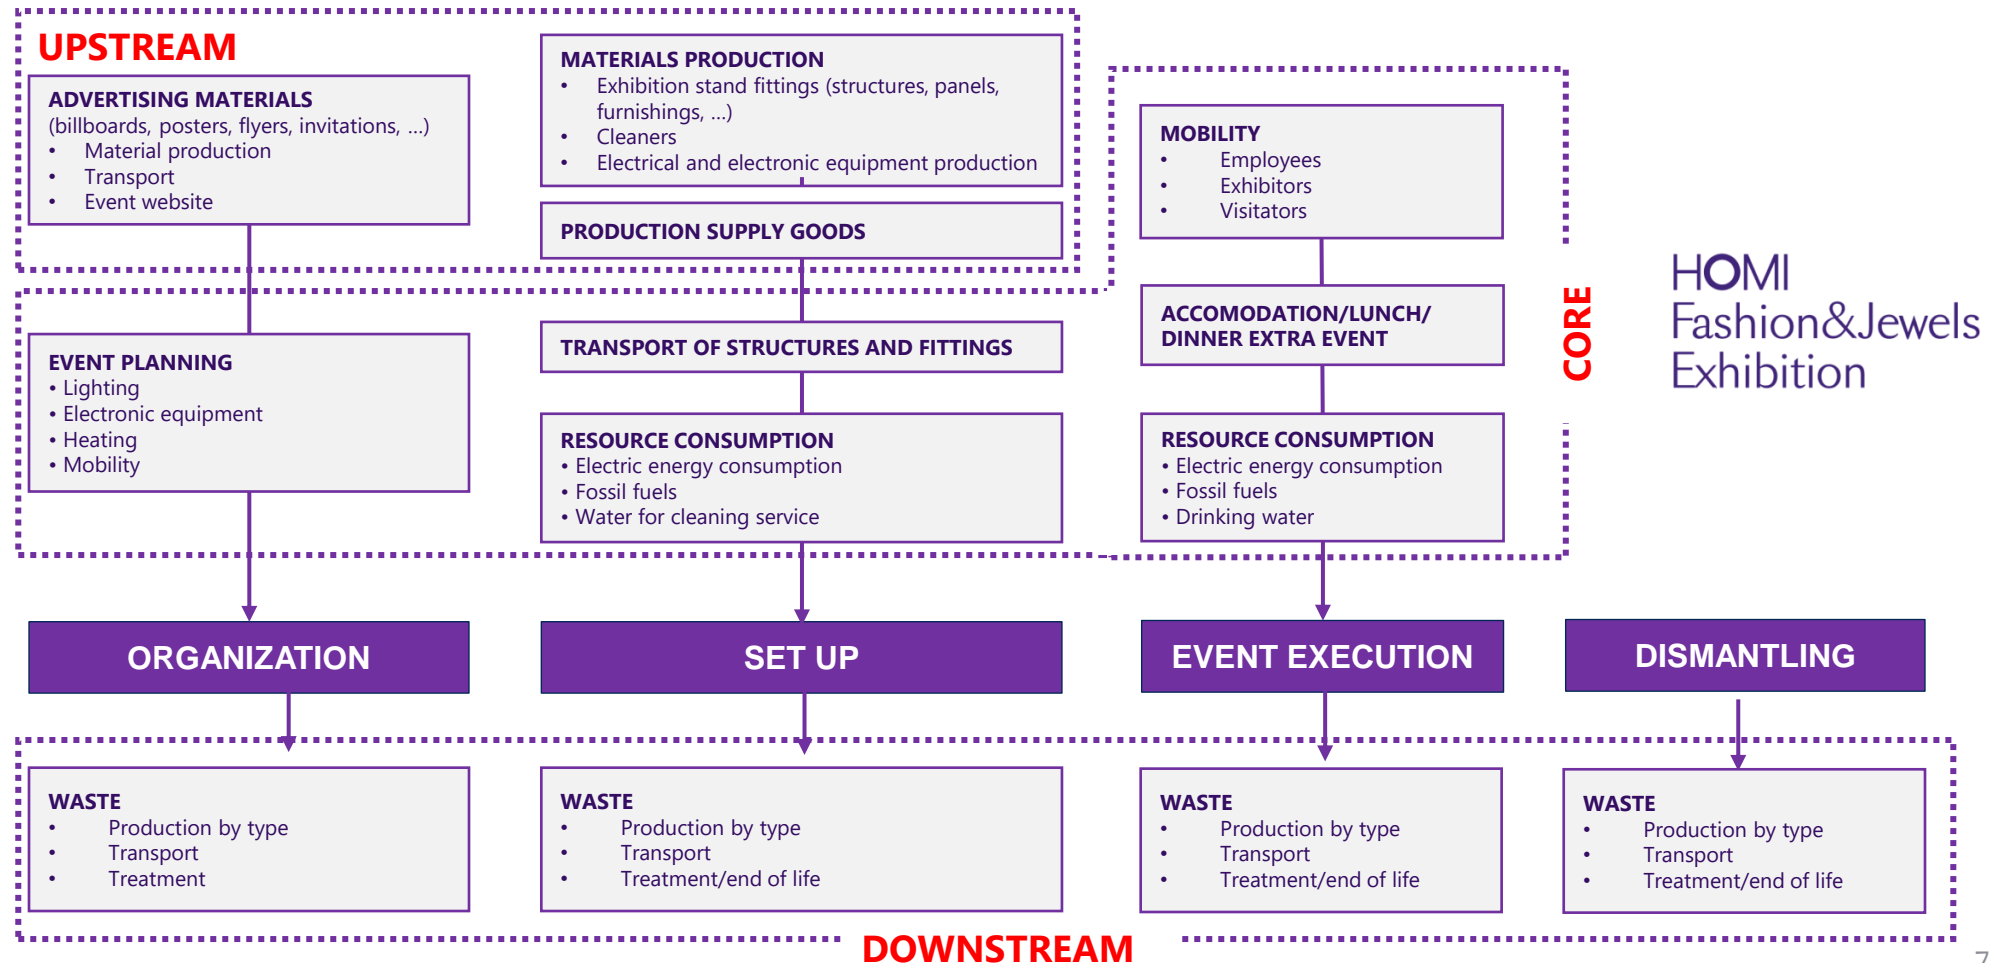 UPSTREAM
ADVERTISING MATERIALS
(billboards, posters, flyers, invitations, ...)
• Material production
• Transport
• Event website
MATERIALS PRODUCTION
• Exhibition stand fittings (structures, panels,
furnishings, ...)
• Cleaners
• Electrical and electronic equipment production
PRODUCTION SUPPLY GOODS
MOBILITY
• Employees
• Exhibitors
• Visitators
CORE
HOMI
Fashion&Jewels
Exhibition
EVENT PLANNING
• Lighting
• Electronic equipment
• Heating
• Mobility
TRANSPORT OF STRUCTURES AND FITTINGS
RESOURCE CONSUMPTION
• Electric energy consumption
• Fossil fuels
• Water for cleaning service
ACCOMODATION/LUNCH/
DINNER EXTRA EVENT
RESOURCE CONSUMPTION
• Electric energy consumption
• Fossil fuels
• Drinking water
ORGANIZATION
SET UP
EVENT EXECUTION
DISMANTLING
WASTE
• Production by type
• Transport
• Treatment
WASTE
• Production by type
• Transport
• Treatment/end of life
WASTE
• Production by type
• Transport
• Treatment/end of life
WASTE
• Production by type
• Transport
• Treatment/end of life
DOWNSTREAM
7